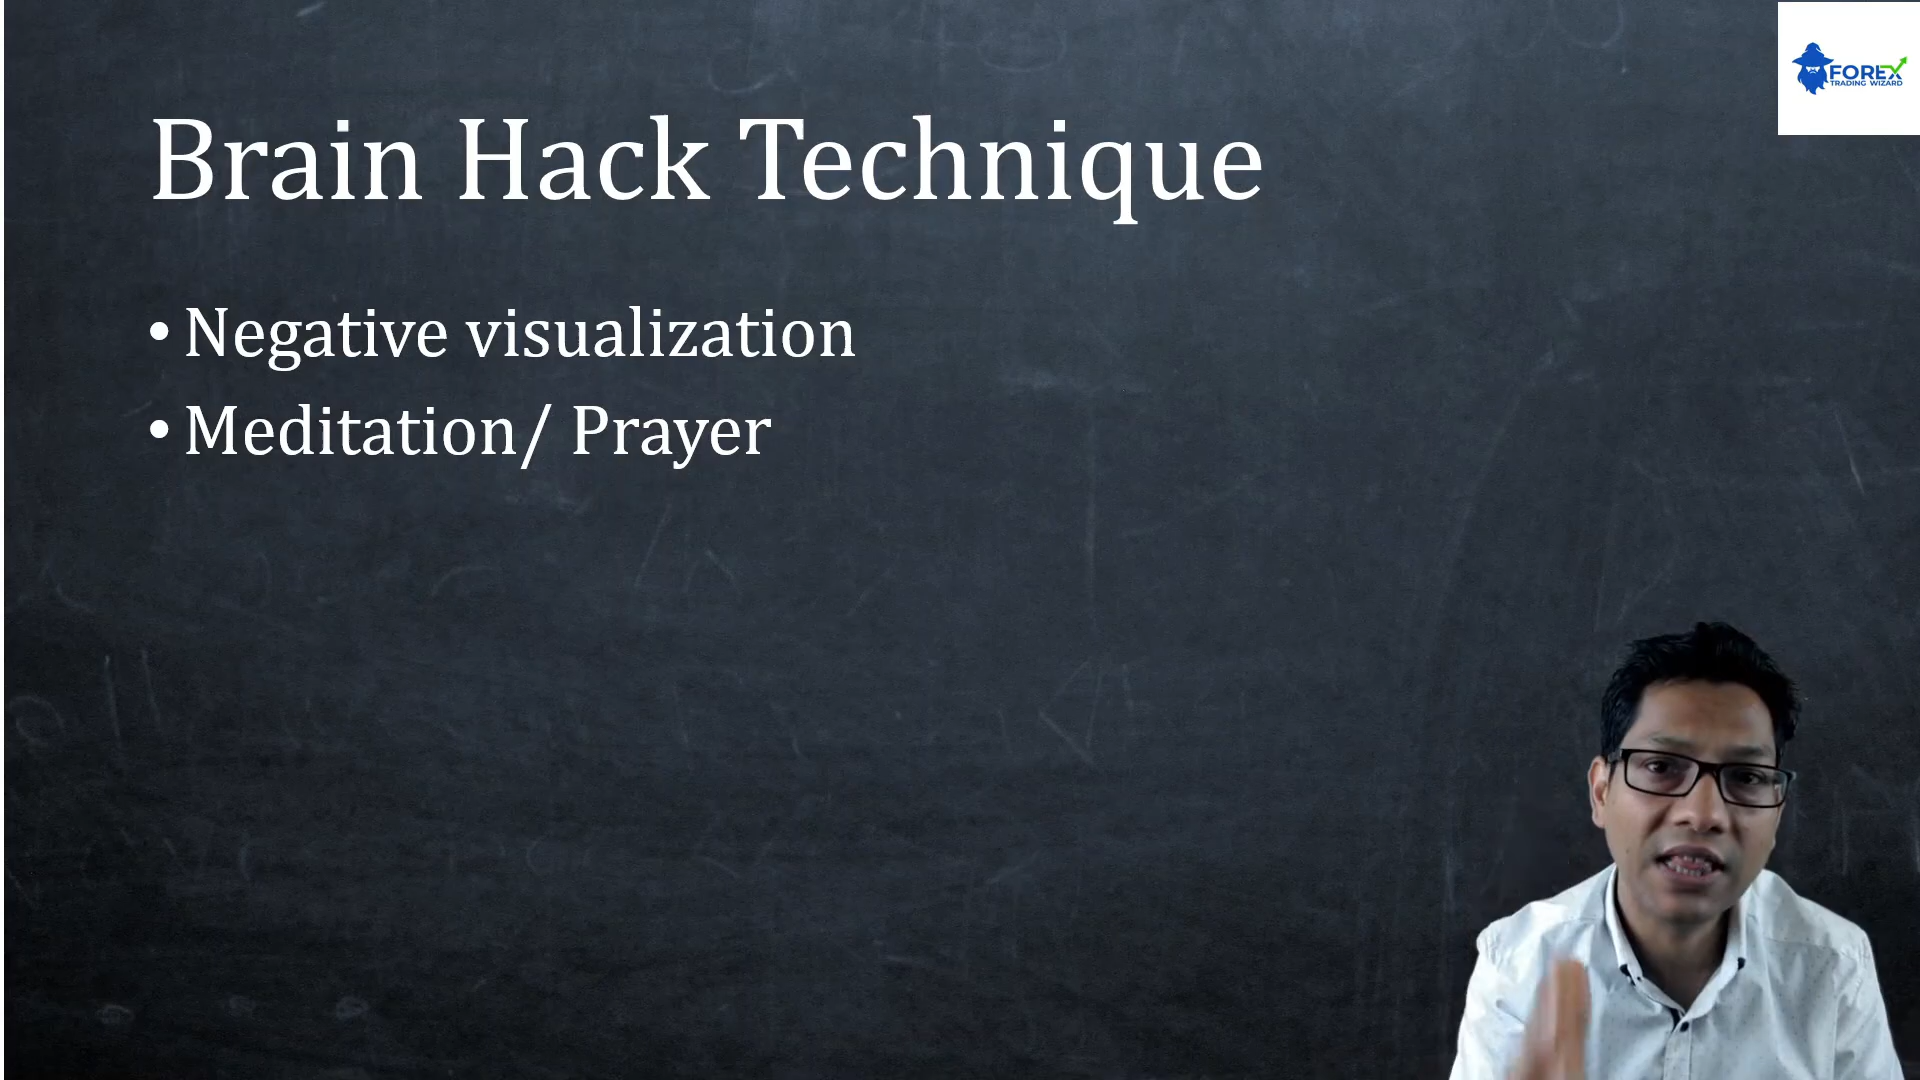 FOREX
TRADING WIZARD
Brain Hack Technique
• Negative visualization
• Meditation/ Prayer